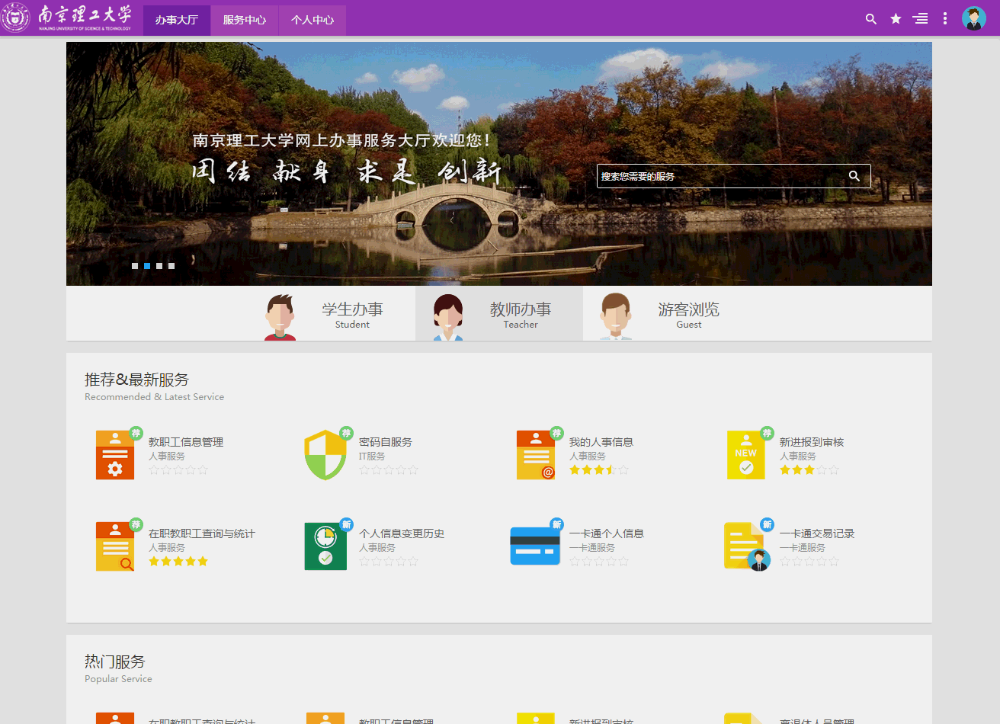 南京理工大学
NANJING UNIVERSITY OF SCIENCE & TECHNOLOGY
办事大厅
服务中心
个人中心
南京理工大学网上办事服务大厅欢迎您！
团结 献身 求是 创新
搜索您需要的服务
学生办事
Student
教师办事
Teacher
游客浏览
Guest
推荐&最新服务
Recommended & Latest Service
荐
教职工信息管理
人事服务
荐
密码自服务
IT服务
荐
@
我的人事信息
人事服务
荐
NEW
新进报到审核
人事服务
荐
在职教职工查询与统计
人事服务
新
个人信息变更历史
人事服务
新
一卡通个人信息
一卡通服务
新
一卡通交易记录
一卡通服务
热门服务
Popular Service
在职教职工查询与统计
教职工信息管理
新进报到审核
离退休人员管理